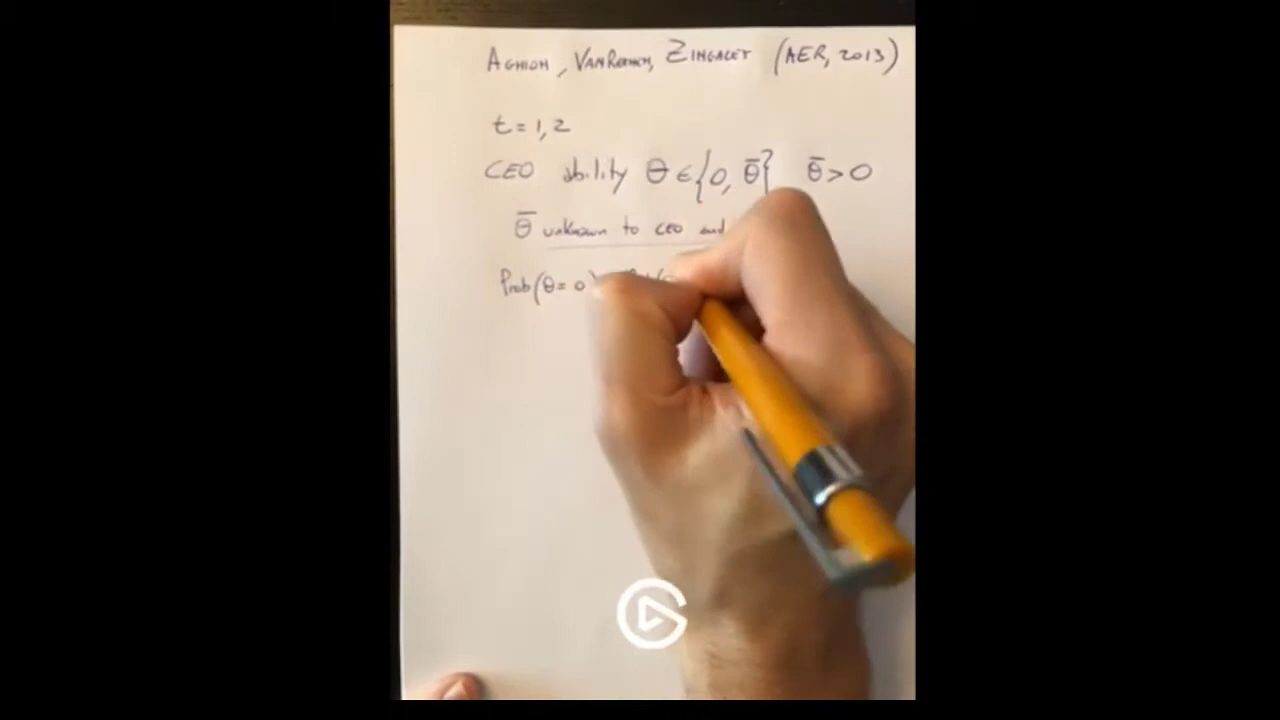 AGHION, VANREENEN, ZINGALES (AER, 2013)
t = 1, 2
CEO ability θ ∈ {0, θ̄} θ̄ > 0
θ̄ unknown to CEO and
Prob(θ = 0)